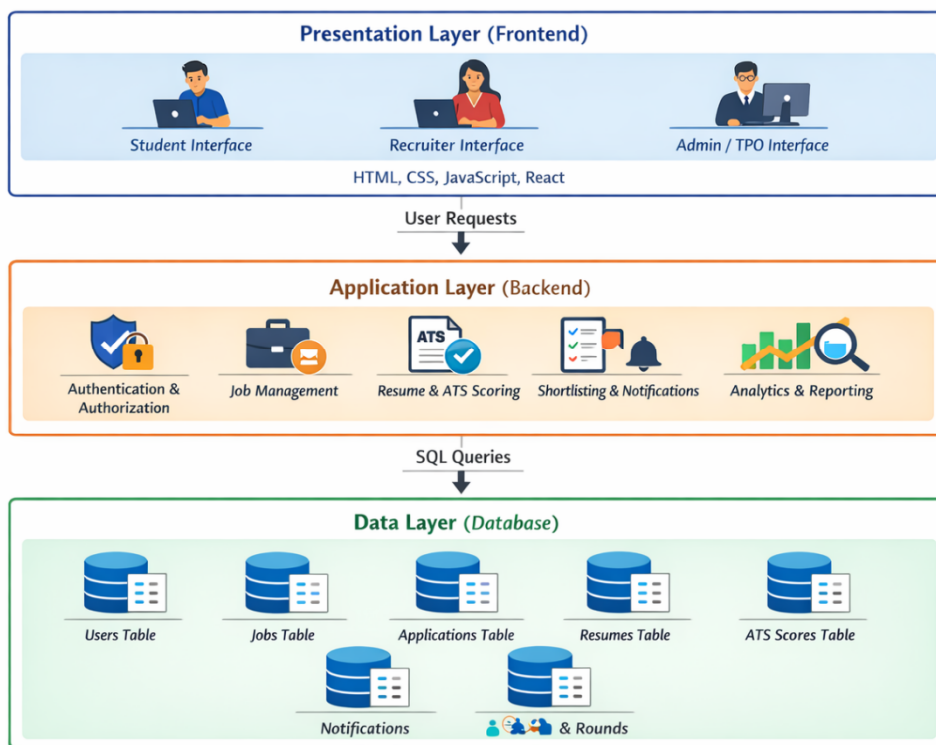 Presentation Layer (Frontend)
Student Interface
Recruiter Interface
Admin / TPO Interface
HTML, CSS, JavaScript, React
User Requests
Application Layer (Backend)
ATS
Authentication &
Authorization
Job Management
Resume & ATS Scoring
Shortlisting & Notifications
Analytics & Reporting
SQL Queries
Data Layer (Database)
Users Table
Jobs Table
Applications Table
Resumes Table
ATS Scores Table
Notifications
& Rounds